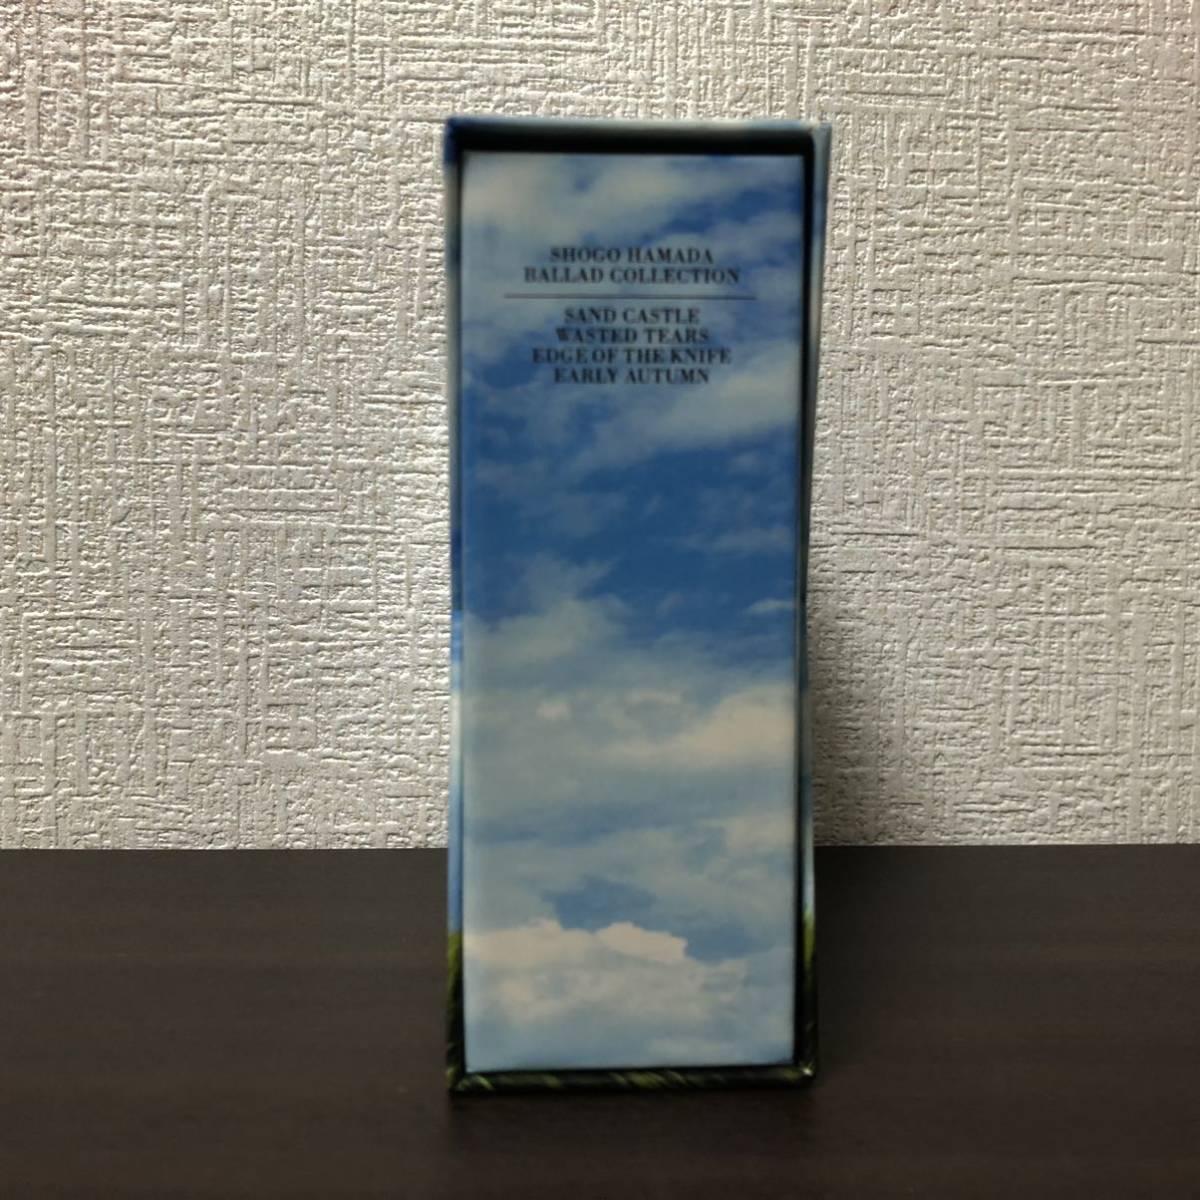 SHOGO HAMADA
BALLAD COLLECTION
SAND CASTLE
WASTED TEARS
EDGE OF THE KNIFE
EARLY AUTUMN